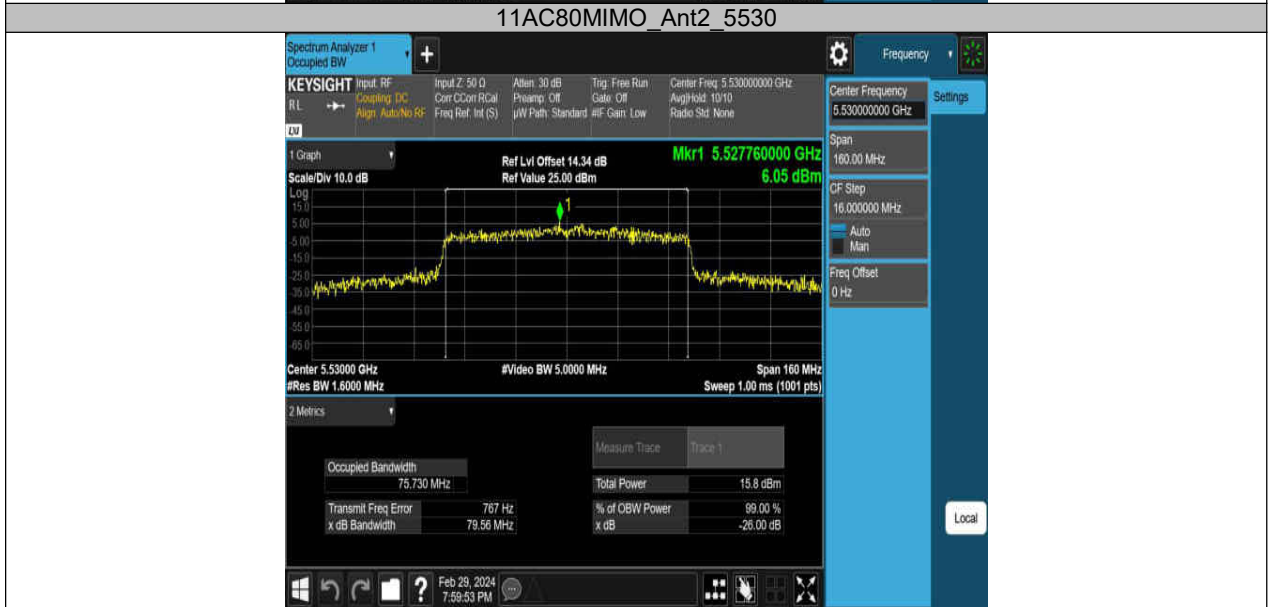 11AC80MIMO_Ant2_5530
Spectrum Analyzer 1
Occupied BW
+
Frequency
KEYSIGHT
RL
LXI
Input: RF
Coupling: DC
Align: Auto/No RF
Input Z: 50 Ω
Corr CCorr RCal
Freq Ref: Int (S)
Atten: 30 dB
Preamp: Off
µW Path: Standard
Trig: Free Run
Gate: Off
#IF Gain: Low
Center Freq: 5.530000000 GHz
Avg|Hold: 10/10
Radio Std: None
Center Frequency
5.530000000 GHz
Settings
Span
160.00 MHz
CF Step
16.000000 MHz
Auto
Man
Freq Offset
0 Hz
1 Graph
Scale/Div 10.0 dB
Ref Lvl Offset 14.34 dB
Ref Value 25.00 dBm
Mkr1 5.527760000 GHz
6.05 dBm
Log
15.0
5.00
-5.00
-15.0
-25.0
-35.0
-45.0
-55.0
-65.0
1
Center 5.53000 GHz
#Res BW 1.6000 MHz
#Video BW 5.0000 MHz
Span 160 MHz
Sweep 1.00 ms (1001 pts)
2 Metrics
Measure Trace Trace 1
Occupied Bandwidth
75.730 MHz
Total Power 15.8 dBm
Transmit Freq Error 767 Hz
% of OBW Power 99.00 %
x dB Bandwidth 79.56 MHz
x dB -26.00 dB
Local
?
Feb 29, 2024
7:59:53 PM